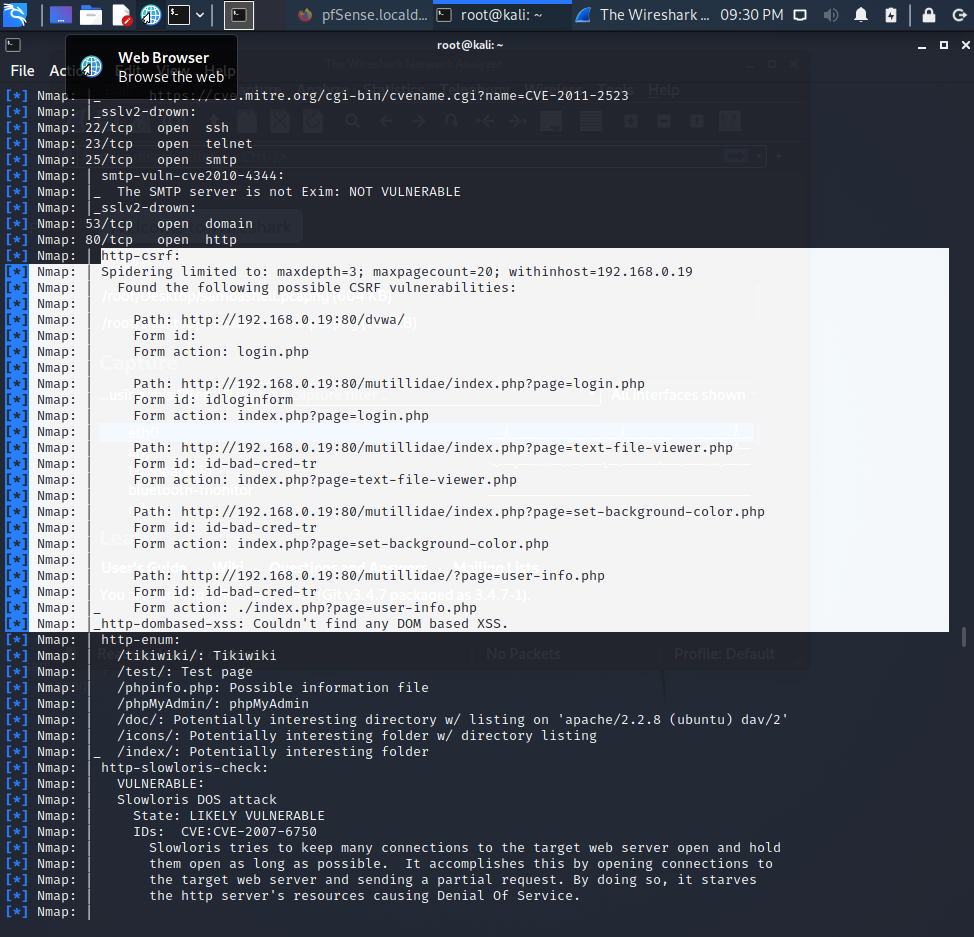 pfSense.locald...
root@kali: ~
The Wireshark ...
09:30 PM
root@kali: ~
File
Help
Web Browser
Browse the web
[*] Nmap: |_ https://cve.mitre.org/cgi-bin/cvename.cgi?name=CVE-2011-2523
[*] Nmap: |_sslv2-drown:
[*] Nmap: 22/tcp open ssh
[*] Nmap: 23/tcp open telnet
[*] Nmap: 25/tcp open smtp
[*] Nmap: | smtp-vuln-cve2010-4344:
[*] Nmap: |_ The SMTP server is not Exim: NOT VULNERABLE
[*] Nmap: |_sslv2-drown:
[*] Nmap: 53/tcp open domain
[*] Nmap: 80/tcp open http
[*] Nmap: | http-csrf:
[*] Nmap: | Spidering limited to: maxdepth=3; maxpagecount=20; withinhost=192.168.0.19
[*] Nmap: | Found the following possible CSRF vulnerabilities:
[*] Nmap: |
[*] Nmap: | Path: http://192.168.0.19:80/dvwa/
[*] Nmap: | Form id:
[*] Nmap: | Form action: login.php
[*] Nmap: |
[*] Nmap: | Path: http://192.168.0.19:80/mutillidae/index.php?page=login.php
[*] Nmap: | Form id: idloginform
[*] Nmap: | Form action: index.php?page=login.php
[*] Nmap: |
[*] Nmap: | Path: http://192.168.0.19:80/mutillidae/index.php?page=text-file-viewer.php
[*] Nmap: | Form id: id-bad-cred-tr
[*] Nmap: | Form action: index.php?page=text-file-viewer.php
[*] Nmap: |
[*] Nmap: | Path: http://192.168.0.19:80/mutillidae/index.php?page=set-background-color.php
[*] Nmap: | Form id: id-bad-cred-tr
[*] Nmap: | Form action: index.php?page=set-background-color.php
[*] Nmap: |
[*] Nmap: | Path: http://192.168.0.19:80/mutillidae/?page=user-info.php
[*] Nmap: | Form id: id-bad-cred-tr
[*] Nmap: |_ Form action: ./index.php?page=user-info.php
[*] Nmap: |_http-dombased-xss: Couldn't find any DOM based XSS.
[*] Nmap: | http-enum:
[*] Nmap: | /tikiwiki/: Tikiwiki
[*] Nmap: | /test/: Test page
[*] Nmap: | /phpinfo.php: Possible information file
[*] Nmap: | /phpMyAdmin/: phpMyAdmin
[*] Nmap: | /doc/: Potentially interesting directory w/ listing on 'apache/2.2.8 (ubuntu) dav/2'
[*] Nmap: | /icons/: Potentially interesting folder w/ directory listing
[*] Nmap: |_ /index/: Potentially interesting folder
[*] Nmap: | http-slowloris-check:
[*] Nmap: | VULNERABLE:
[*] Nmap: | Slowloris DOS attack
[*] Nmap: | State: LIKELY VULNERABLE
[*] Nmap: | IDs: CVE:CVE-2007-6750
[*] Nmap: | Slowloris tries to keep many connections to the target web server open and hold
[*] Nmap: | them open as long as possible. It accomplishes this by opening connections to
[*] Nmap: | the target web server and sending a partial request. By doing so, it starves
[*] Nmap: | the http server's resources causing Denial Of Service.
[*] Nmap: |